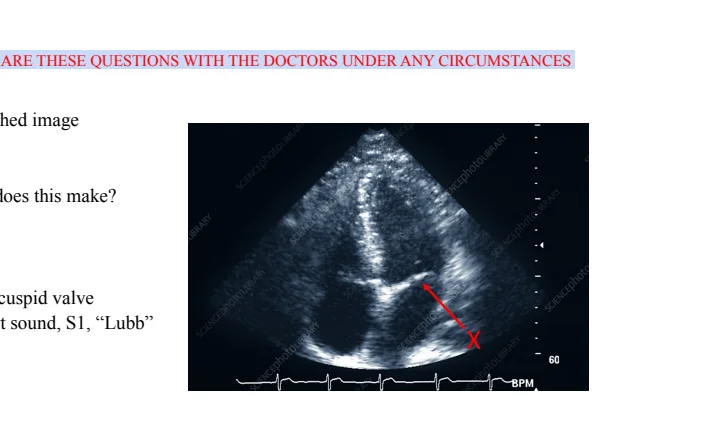 ARE THESE QUESTIONS WITH THE DOCTORS UNDER ANY CIRCUMSTANCES
hed image
does this make?
cuspid valve
t sound, S1, “Lubb”
SCIENCEphotoLIBRARY
X
60
BPM